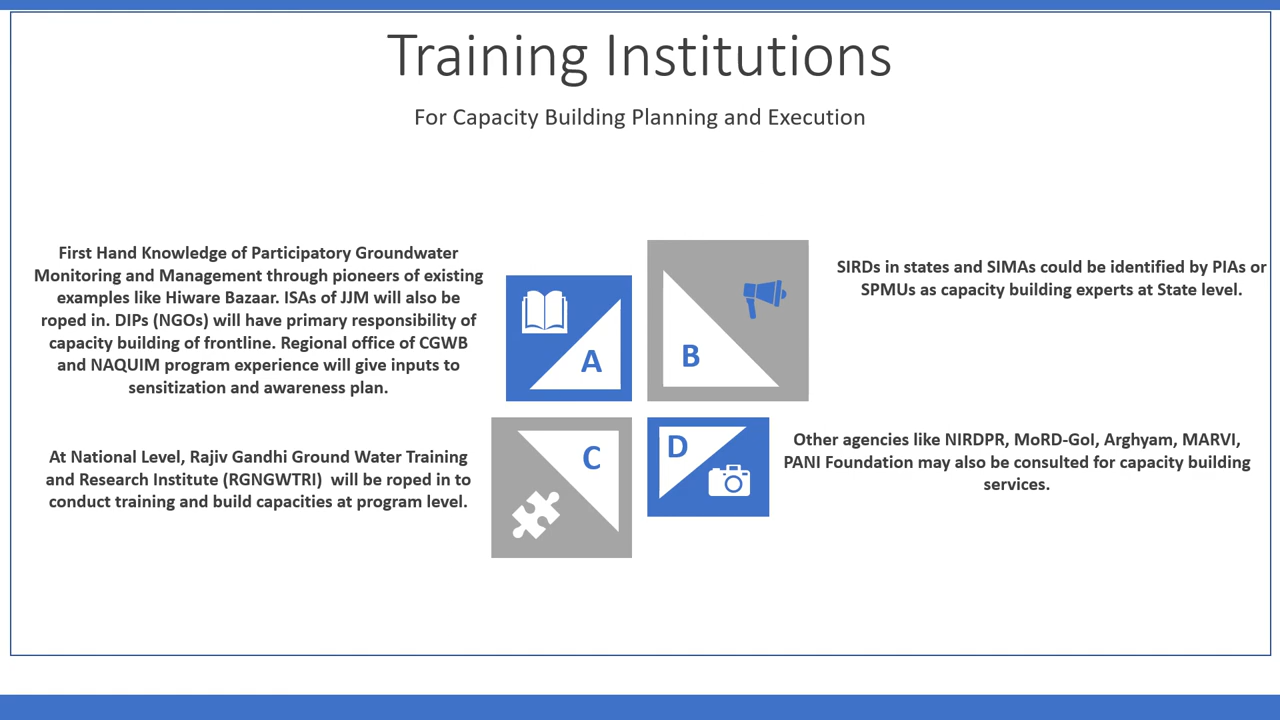 Training Institutions
For Capacity Building Planning and Execution
First Hand Knowledge of Participatory Groundwater
Monitoring and Management through pioneers of existing
examples like Hiware Bazaar. ISAs of JJM will also be
roped in. DIPs (NGOs) will have primary responsibility of
capacity building of frontline. Regional office of CGWB
and NAQUIM program experience will give inputs to
sensitization and awareness plan.
A
B
SIRDs in states and SIMAs could be identified by PIAs or
SPMUs as capacity building experts at State level.
At National Level, Rajiv Gandhi Ground Water Training
and Research Institute (RGNGWTRI) will be roped in to
conduct training and build capacities at program level.
C
D
Other agencies like NIRDPR, MoRD-GoI, Arghyam, MARVI,
PANI Foundation may also be consulted for capacity building
services.